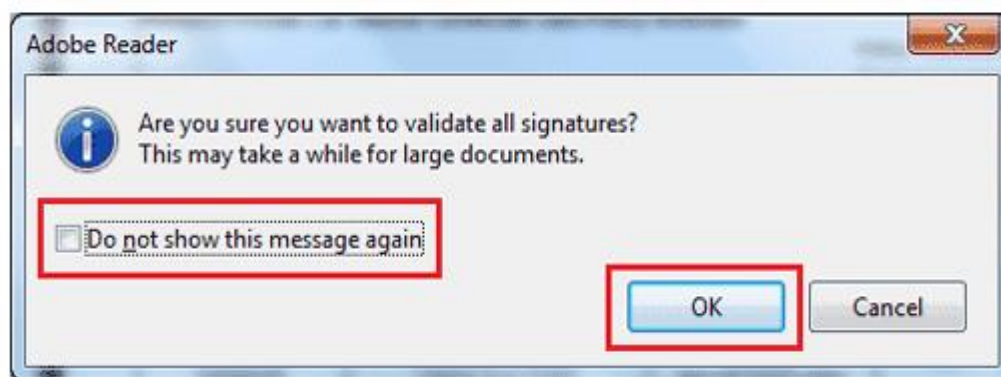 Adobe Reader
Are you sure you want to validate all signatures?
This may take a while for large documents.
Do not show this message again
OK
Cancel